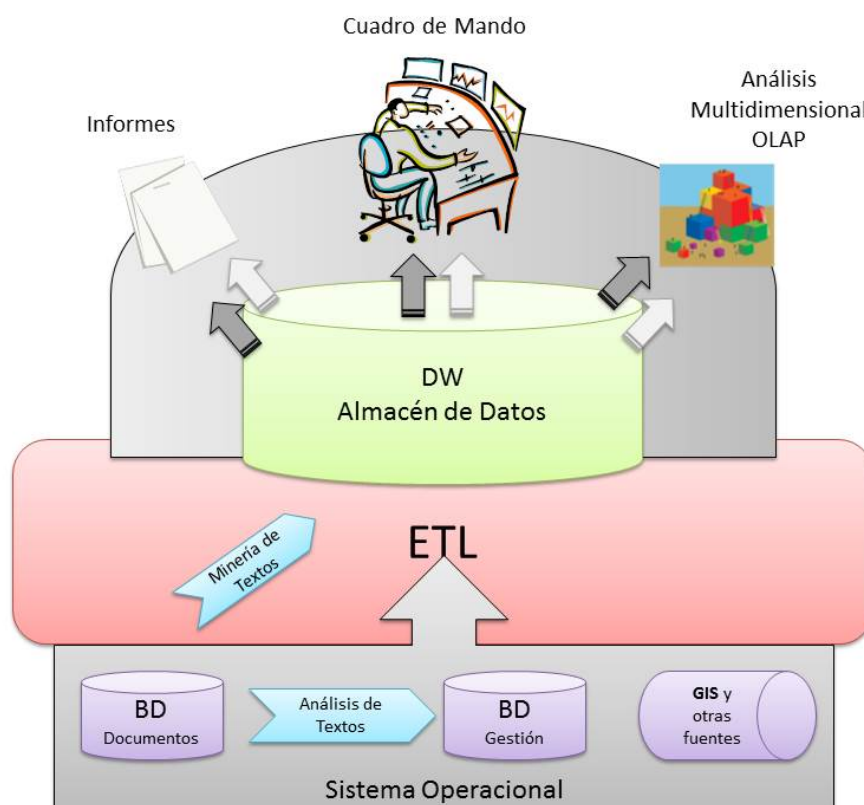 Cuadro de Mando
Informes
Análisis
Multidimensional
OLAP
DW
Almacén de Datos
ETL
Minería de
Textos
BD
Documentos
Análisis de
Textos
BD
Gestión
GIS y
otras
fuentes
Sistema Operacional